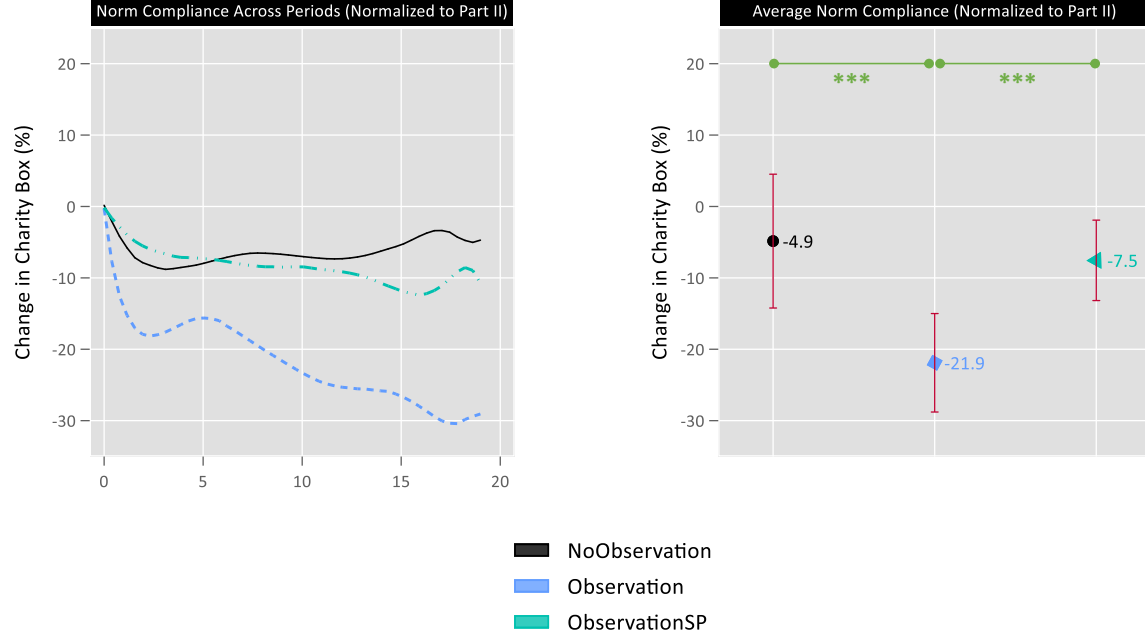 Norm Compliance Across Periods (Normalized to Part II)
Change in Charity Box (%)
20
10
0
-10
-20
-30
0 5 10 15 20
Average Norm Compliance (Normalized to Part II)
Change in Charity Box (%)
20
10
0
-10
-20
-30
*** ***
-4.9
-21.9
-7.5
NoObservation
Observation
ObservationSP